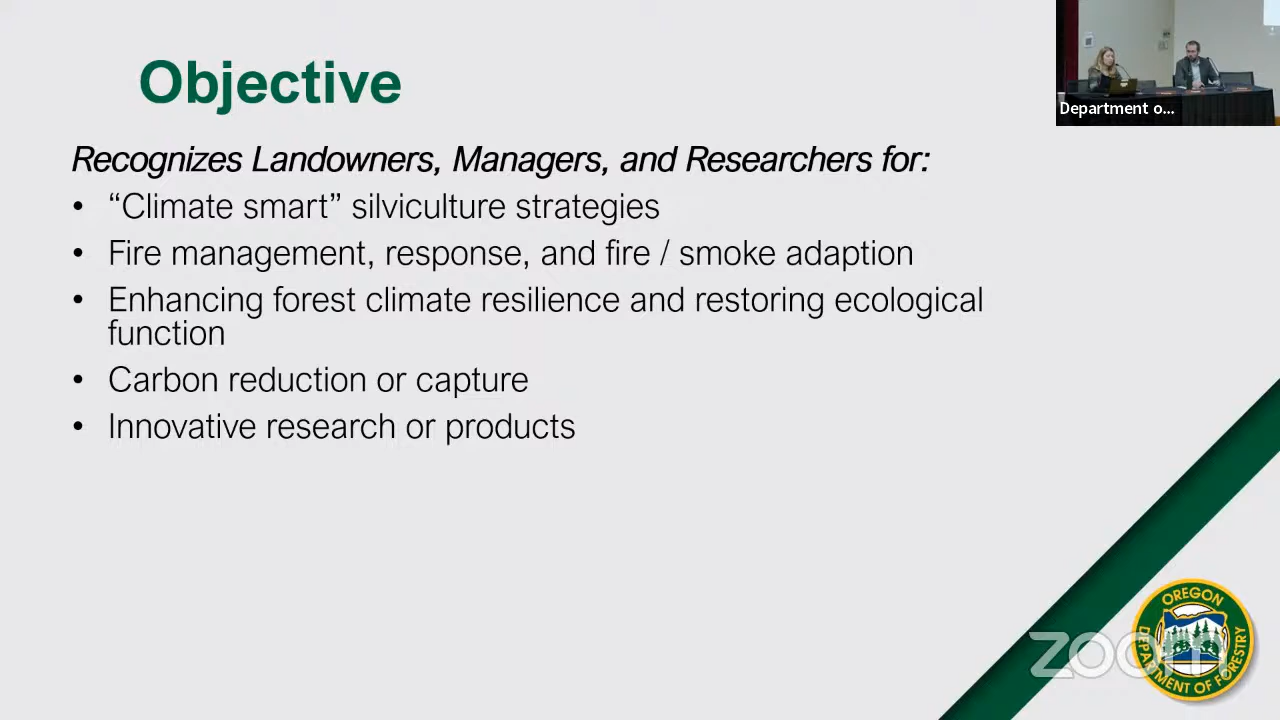 Objective
Department o...
Recognizes Landowners, Managers, and Researchers for:
• “Climate smart” silviculture strategies
• Fire management, response, and fire / smoke adaption
• Enhancing forest climate resilience and restoring ecological
function
• Carbon reduction or capture
• Innovative research or products
OREGON
DEPARTMENT OF FORESTRY
zoom